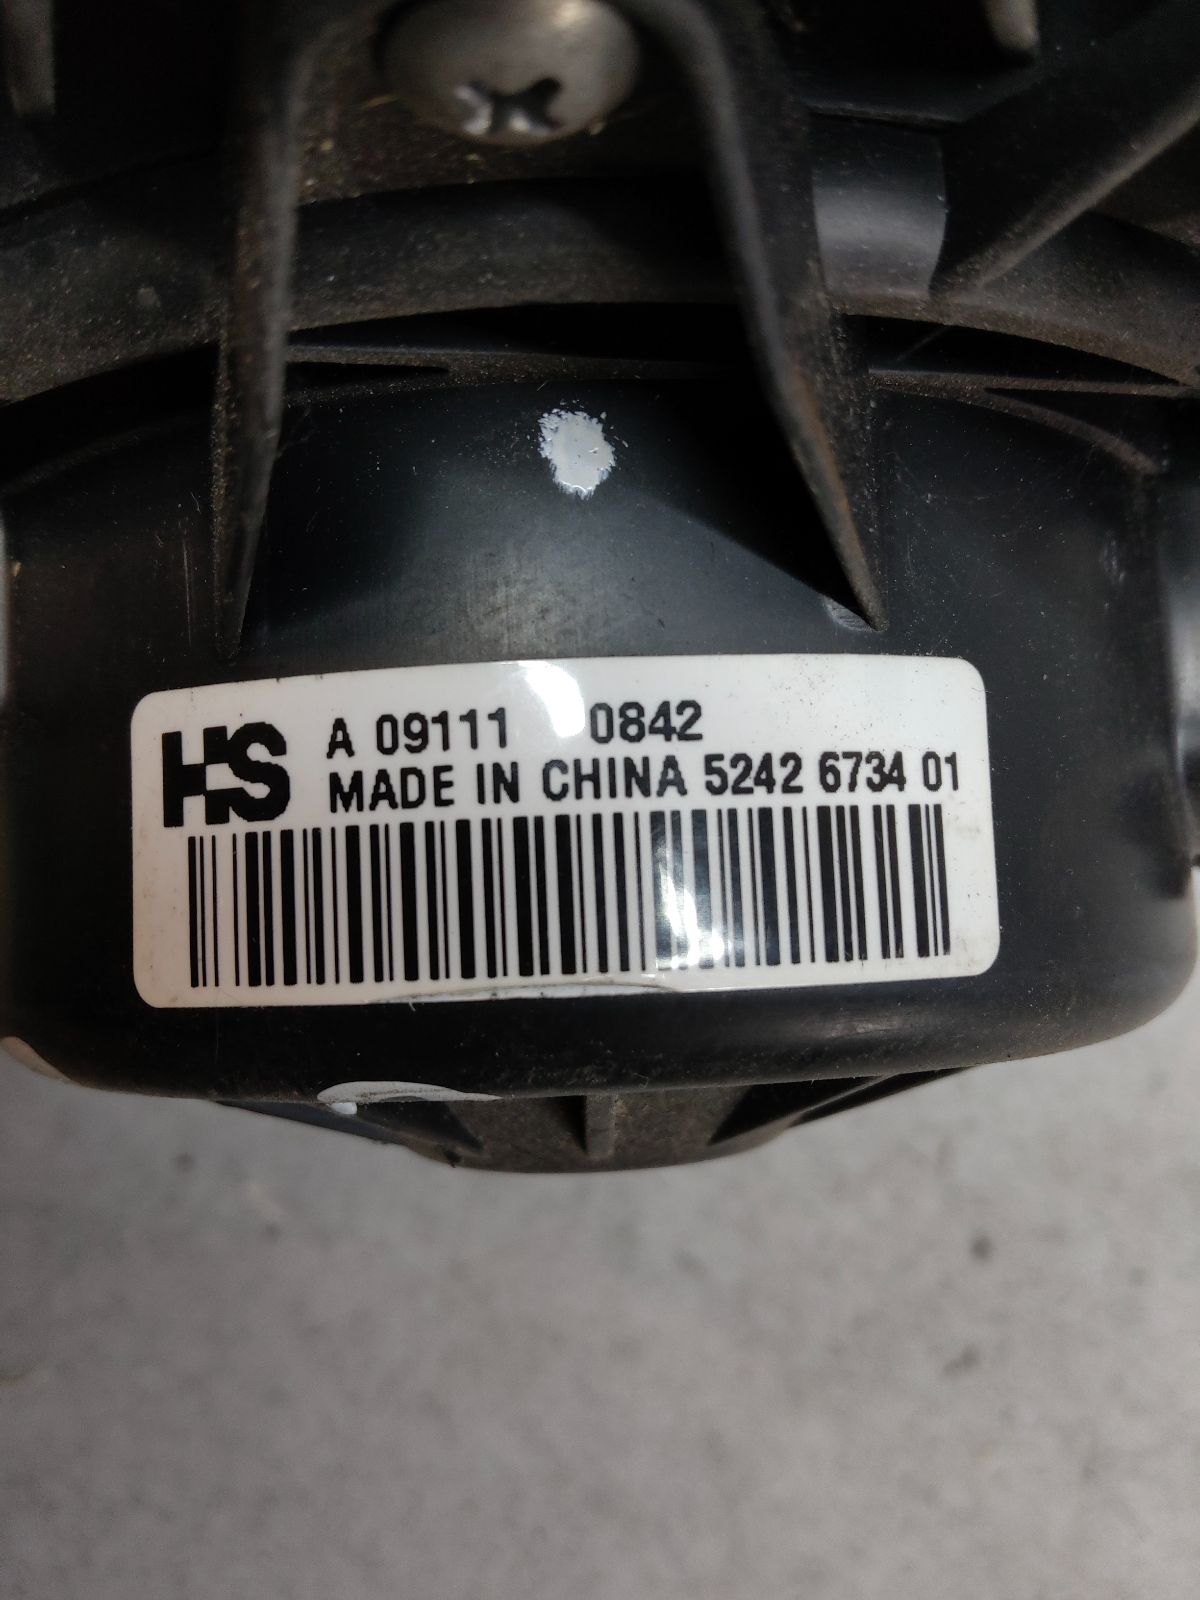 HS
A 09111 0842
MADE IN CHINA 5242 6734 01